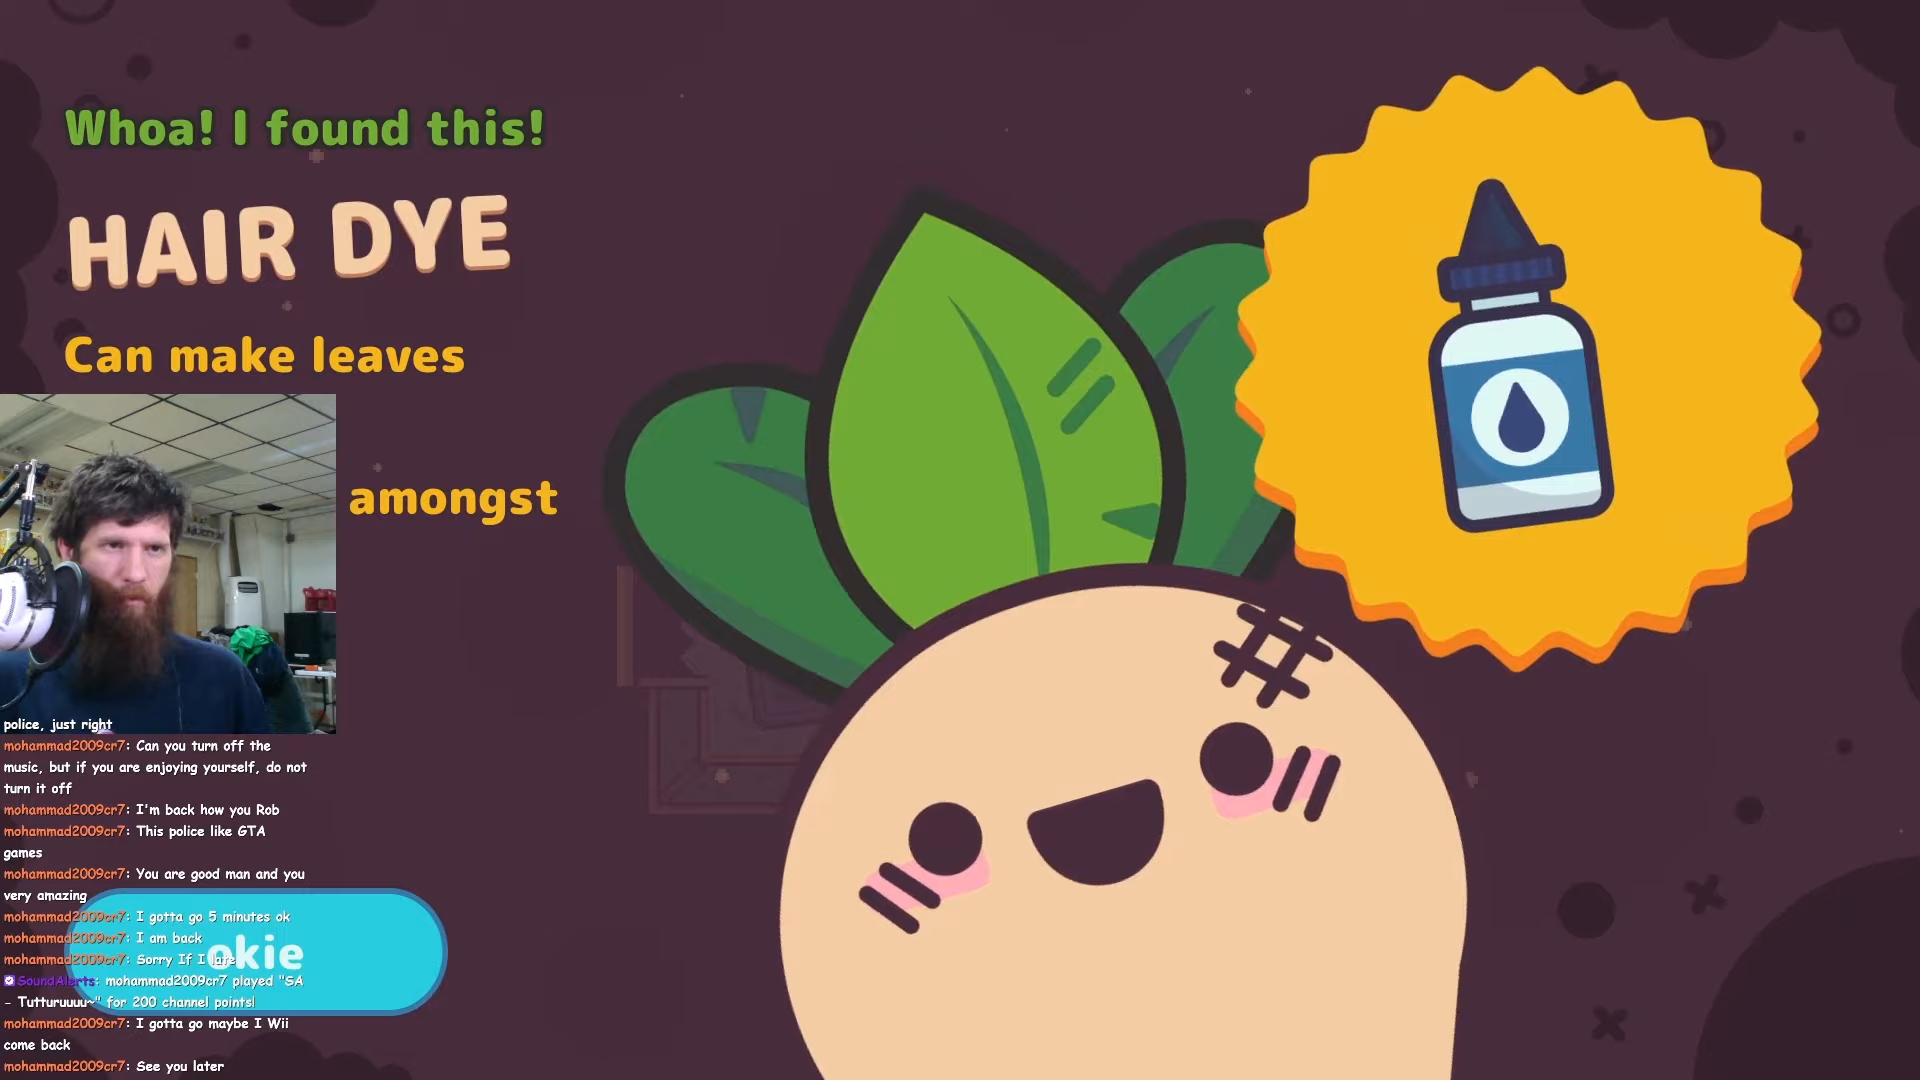 Whoa! I found this!
HAIR DYE
Can make leaves
amongst
police, just right
mohammad2009cr7: Can you turn off the
music, but if you are enjoying yourself, do not
turn it off
mohammad2009cr7: I'm back how you Rob
mohammad2009cr7: This police like GTA
games
mohammad2009cr7: You are good man and you
very amazing
mohammad2009cr7: I gotta go 5 minutes ok
mohammad2009cr7: I am back
okie
mohammad2009cr7: Sorry If I late
SoundAlerts: mohammad2009cr7 played "SA
- Tutturuuuu~" for 200 channel points!
mohammad2009cr7: I gotta go maybe I Wii
come back
mohammad2009cr7: See you later